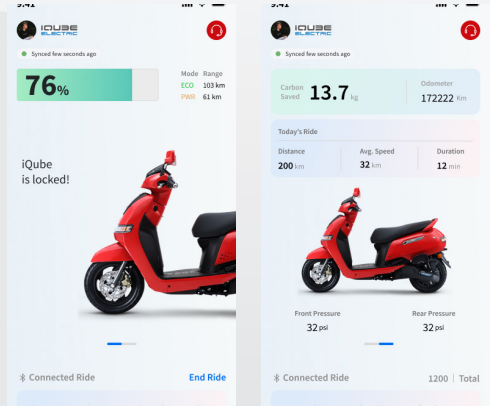 9:41
iQUBE
ELECTRIC
Synced few seconds ago
76%
Mode Range
ECO 103 km
PWR 61 km
iQube
is locked!
Connected Ride
End Ride
9:41
iQUBE
ELECTRIC
Synced few seconds ago
Carbon
Saved
13.7 kg
Odometer
172222 Km
Today's Ride
Distance
200 km
Avg. Speed
32 km
Duration
12 min
Front Pressure
32 psi
Rear Pressure
32 psi
Connected Ride
1200 | Total